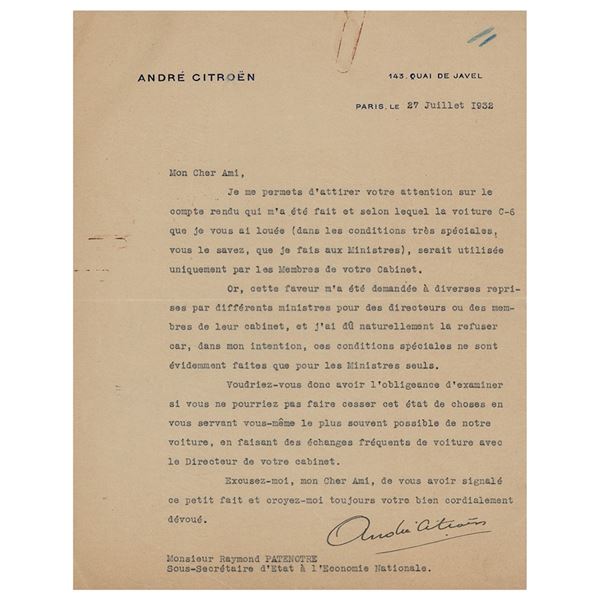 ANDRÉ CITROËN
143, QUAI DE JAVEL
PARIS, LE 27 Juillet 1932
Mon Cher Ami,
Je me permets d'attirer votre attention sur le
compte rendu qui m'a été fait et selon lequel la voiture C-6
que je vous ai louée (dans les conditions très spéciales,
vous le savez, que je fais aux Ministres), serait utilisée
uniquement par les Membres de votre Cabinet.
Or, cette faveur m'a été demandée à diverses repri-
ses par différents ministres pour des directeurs ou des mem-
bres de leur cabinet, et j'ai dû naturellement la refuser
car, dans mon intention, ces conditions spéciales ne sont
évidemment faites que pour les Ministres seuls.
Voudriez-vous donc avoir l'obligeance d'examiner
si vous ne pourriez pas faire cesser cet état de choses en
vous servant vous-même le plus souvent possible de notre
voiture, en faisant des échanges fréquents de voiture avec
le Directeur de votre cabinet.
Excusez-moi, mon Cher Ami, de vous avoir signalé
ce petit fait et croyez-moi toujours votre bien cordialement
dévoué.
André Citroën
Monsieur Raymond PATENOTRE
Sous-Secrétaire d'Etat à l'Economie Nationale.